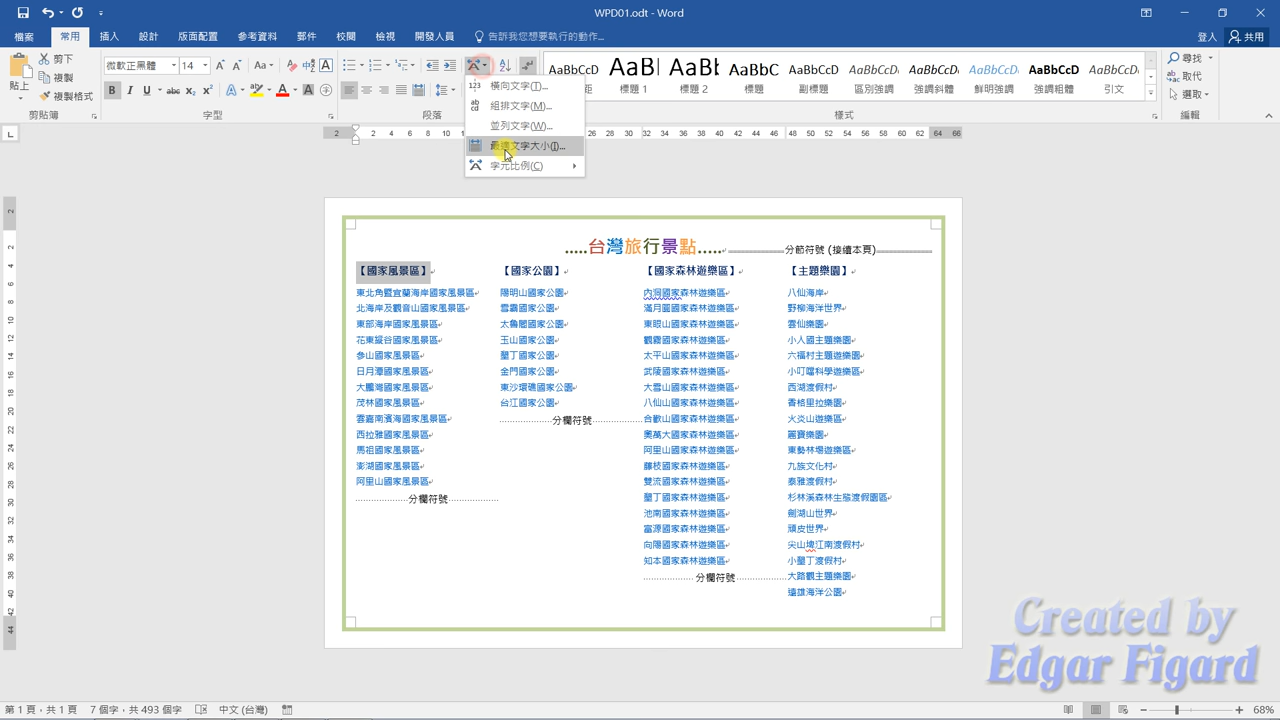 WPD01.odt - Word
檔案 常用 插入 設計 版面配置 參考資料 郵件 校閱 檢視 開發人員 告訴我您想要執行的動作... 登入 共用
貼上 剪下 複製 複製格式
微軟正黑體 14
剪貼簿 字型 段落 樣式 編輯
AaBbCcD AaBl AaBbl AaBbC AaBbCcD AaBbCcD AaBbCcD AaBbCcD AaBbCcD AaBbCcD
標題 1 標題 2 標題 副標題 區別強調 強調斜體 鮮明強調 強調粗體 引文
尋找 取代 選取
橫向文字(T)...
組排文字(M)...
並列文字(W)...
最適文字大小(I)...
字元比例(C)
.....台灣旅行景點.....
分節符號 (接續本頁)
【國家風景區】
東北角暨宜蘭海岸國家風景區
北海岸及觀音山國家風景區
東部海岸國家風景區
花東縱谷國家風景區
參山國家風景區
日月潭國家風景區
大鵬灣國家風景區
茂林國家風景區
雲嘉南濱海國家風景區
西拉雅國家風景區
馬祖國家風景區
澎湖國家風景區
阿里山國家風景區
分欄符號
【國家公園】
陽明山國家公園
雪霸國家公園
太魯閣國家公園
玉山國家公園
墾丁國家公園
金門國家公園
東沙環礁國家公園
台江國家公園
分欄符號
【國家森林遊樂區】
內洞國家森林遊樂區
滿月圓國家森林遊樂區
東眼山國家森林遊樂區
觀霧國家森林遊樂區
太平山國家森林遊樂區
武陵國家森林遊樂區
大雪山國家森林遊樂區
八仙山國家森林遊樂區
合歡山國家森林遊樂區
奧萬大國家森林遊樂區
阿里山國家森林遊樂區
藤枝國家森林遊樂區
雙流國家森林遊樂區
墾丁國家森林遊樂區
池南國家森林遊樂區
富源國家森林遊樂區
向陽國家森林遊樂區
知本國家森林遊樂區
分欄符號
【主題樂園】
八仙海岸
野柳海洋世界
雲仙樂園
小人國主題樂園
六福村主題遊樂園
小叮噹科學遊樂區
西湖渡假村
香格里拉樂園
火炎山遊樂區
麗寶樂園
東勢林場遊樂區
九族文化村
泰雅渡假村
杉林溪森林生態渡假園區
劍湖山世界
頑皮世界
尖山埤江南渡假村
小墾丁渡假村
大路觀主題樂園
遠雄海洋公園
Created by
Edgar Figard
第 1 頁，共 1 頁 7 個字，共 493 個字 中文 (台灣) 68%